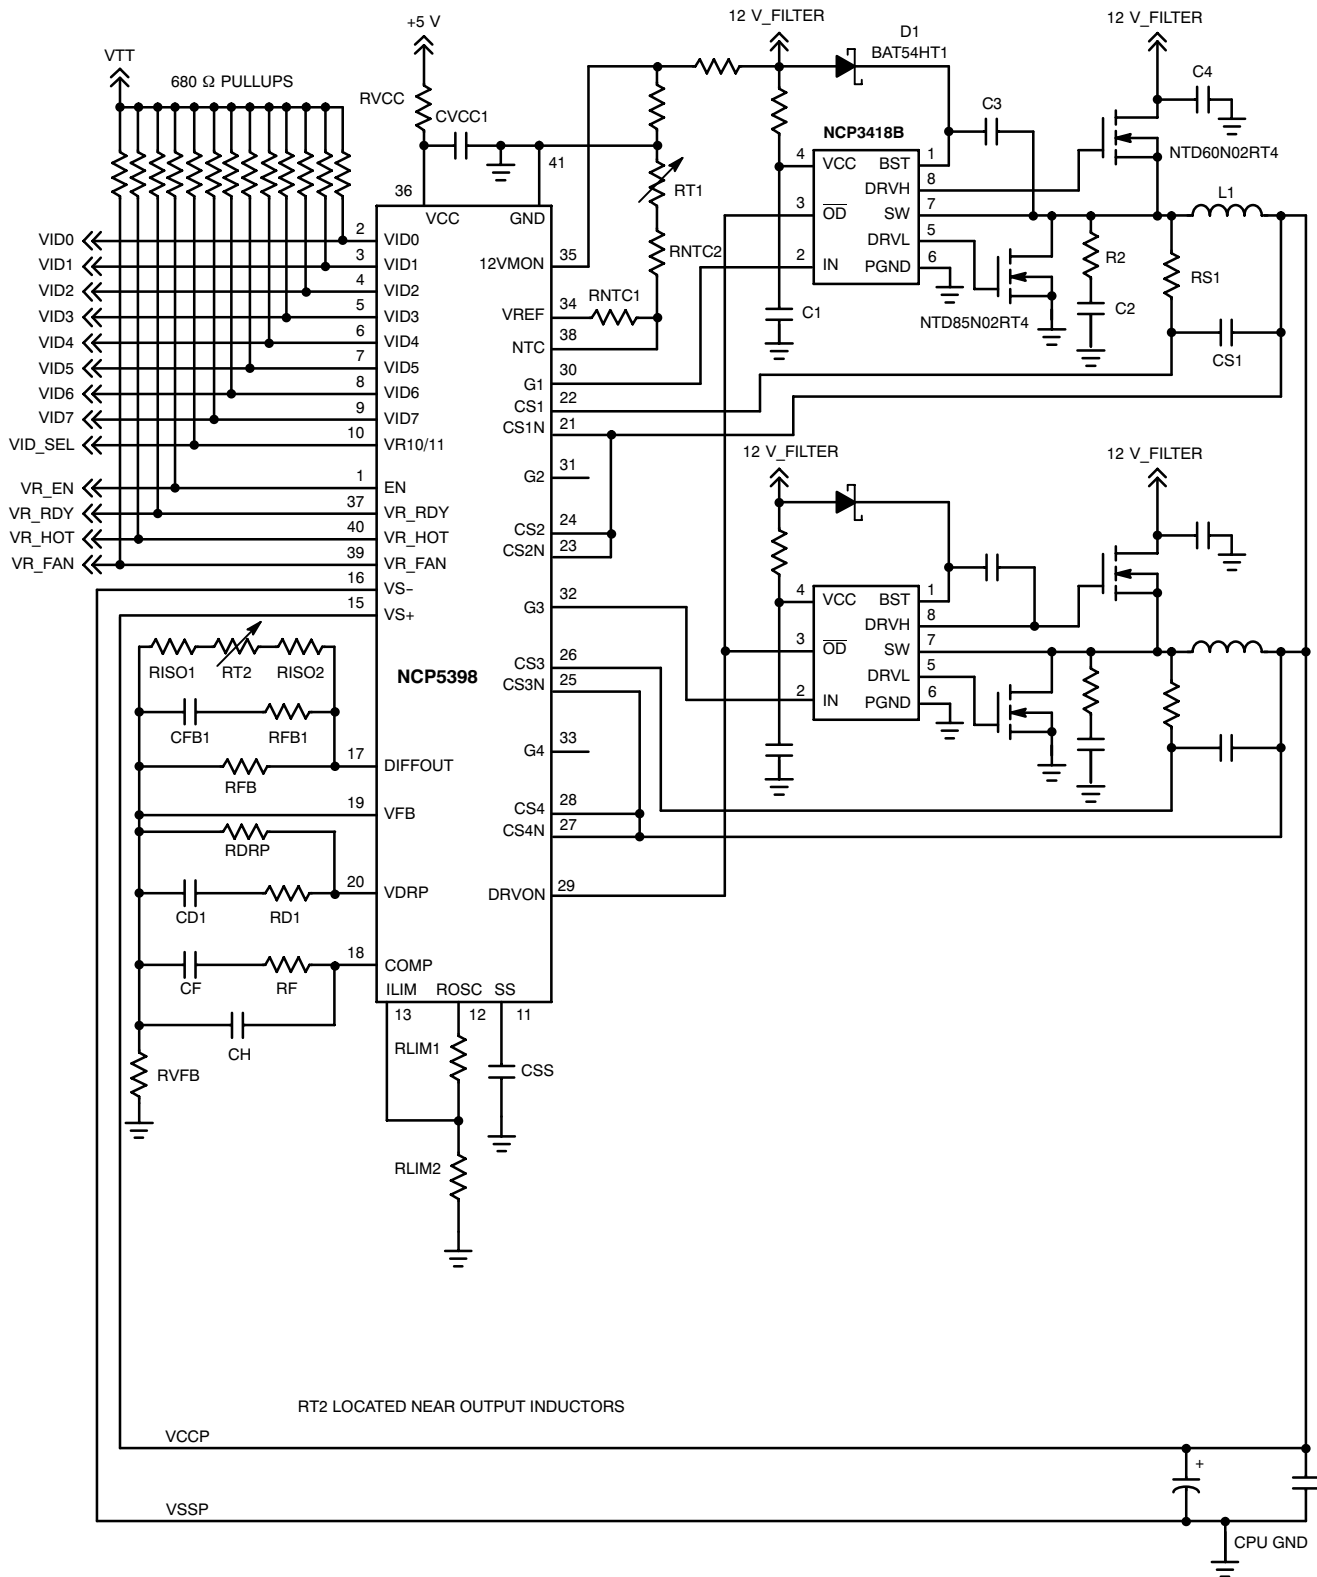 +5 V
12 V_FILTER
D1
BAT54HT1
12 V_FILTER
VTT
680 Ω PULLUPS
RVCC
CVCC1
C3
C4
NCP3418B
NTD60N02RT4
36
41
VCC
GND
RT1
RNTC2
4
VCC
BST
1
DRVH
8
3
OD
SW
7
DRVL
5
2
IN
PGND
6
L1
R2
RS1
C1
NTD85N02RT4
C2
CS1
VID0
2
VID0
VID1
3
VID1
VID2
4
VID2
VID3
5
VID3
VID4
6
VID4
VID5
7
VID5
VID6
8
VID6
VID7
9
VID7
VID_SEL
10
VR10/11
VR_EN
1
EN
VR_RDY
37
VR_RDY
VR_HOT
40
VR_HOT
VR_FAN
39
VR_FAN
16
VS−
15
VS+
12VMON
35
VREF
34
RNTC1
NTC
38
G1
30
CS1
22
CS1N
21
G2
31
CS2
24
CS2N
23
G3
32
CS3
26
CS3N
25
G4
33
CS4
28
CS4N
27
DRVON
29
NCP5398
12 V_FILTER
12 V_FILTER
4
VCC
BST
1
DRVH
8
3
OD
SW
7
DRVL
5
2
IN
PGND
6
RISO1
RT2
RISO2
CFB1
RFB1
17
DIFFOUT
RFB
19
VFB
RDRP
20
VDRP
CD1
RD1
18
COMP
CF
RF
CH
RVFB
ILIM
ROSC
SS
13
12
11
RLIM1
CSS
RLIM2
RT2 LOCATED NEAR OUTPUT INDUCTORS
VCCP
+
VSSP
CPU GND